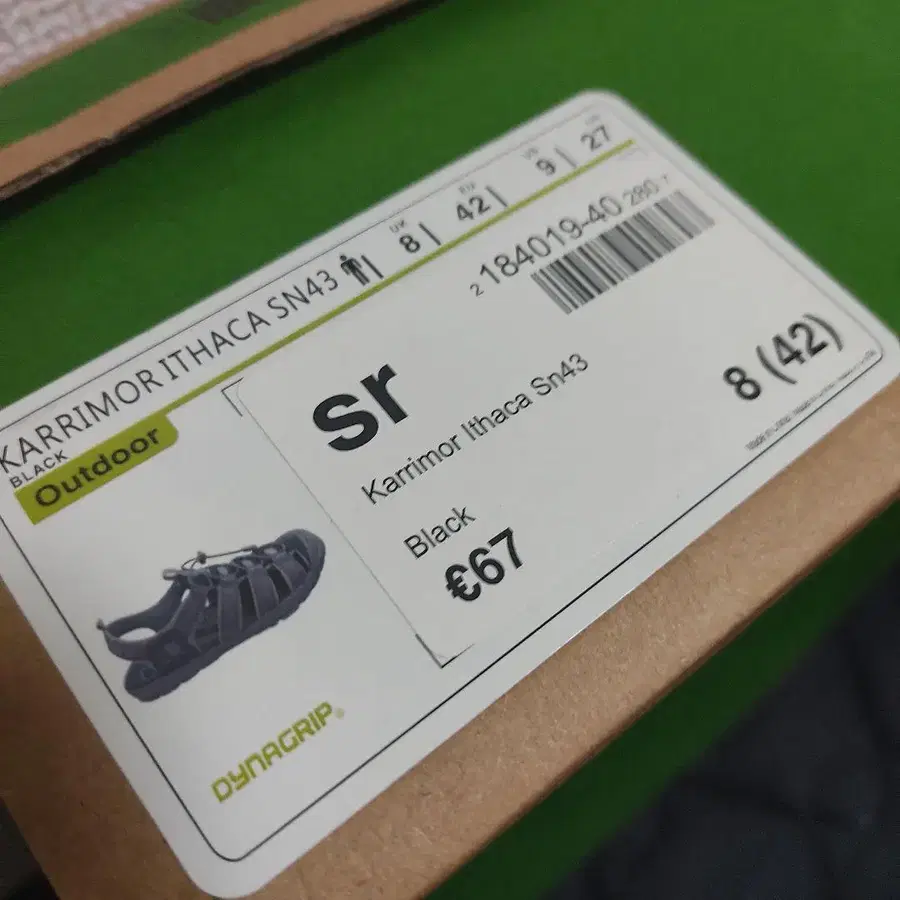 KARRIMOR ITHACA SN43
UK 8 | EU 42 | US 9 | 27
BLACK
Outdoor
2 184019-40 280-7
sr
Karrimor Ithaca Sn43
8 (42)
Black
€67
DYNAGRIP®